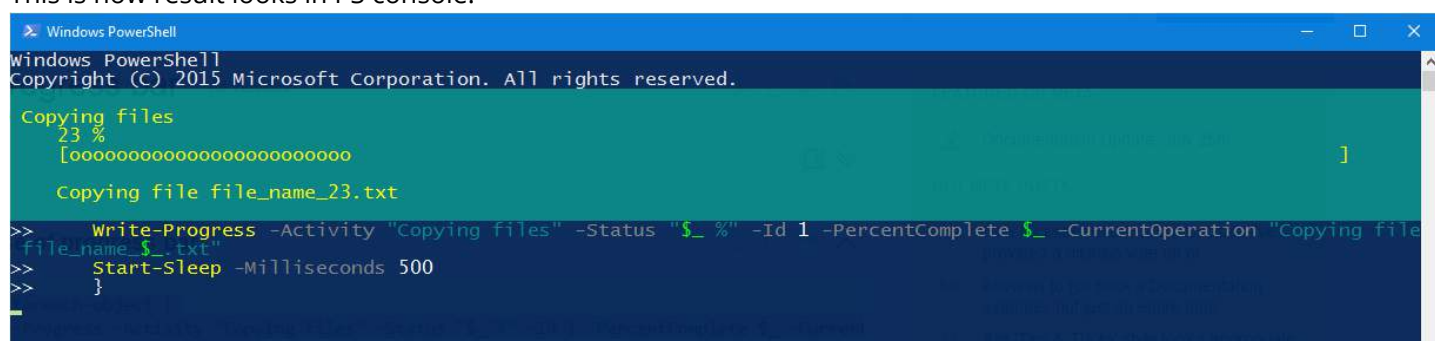 This is how result looks in PS console:
Windows PowerShell
Windows PowerShell
Copyright (C) 2015 Microsoft Corporation. All rights reserved.
Copying files
23 %
[oooooooooooooooooooooooo ]
Copying file file_name_23.txt
>> Write-Progress -Activity "Copying files" -Status "$_ %" -Id 1 -PercentComplete $_ -CurrentOperation "Copying file
file_name_$_.txt"
>> Start-Sleep -Milliseconds 500
>> }